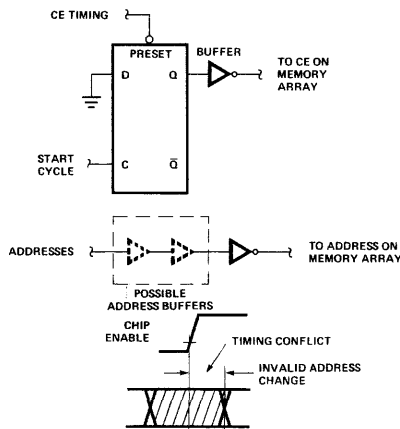 CE TIMING
PRESET
BUFFER
D
Q
TO CE ON
MEMORY
ARRAY
START
CYCLE
C
Q̅
ADDRESSES
TO ADDRESS ON
MEMORY ARRAY
POSSIBLE
ADDRESS BUFFERS
CHIP
ENABLE
TIMING CONFLICT
INVALID ADDRESS
CHANGE